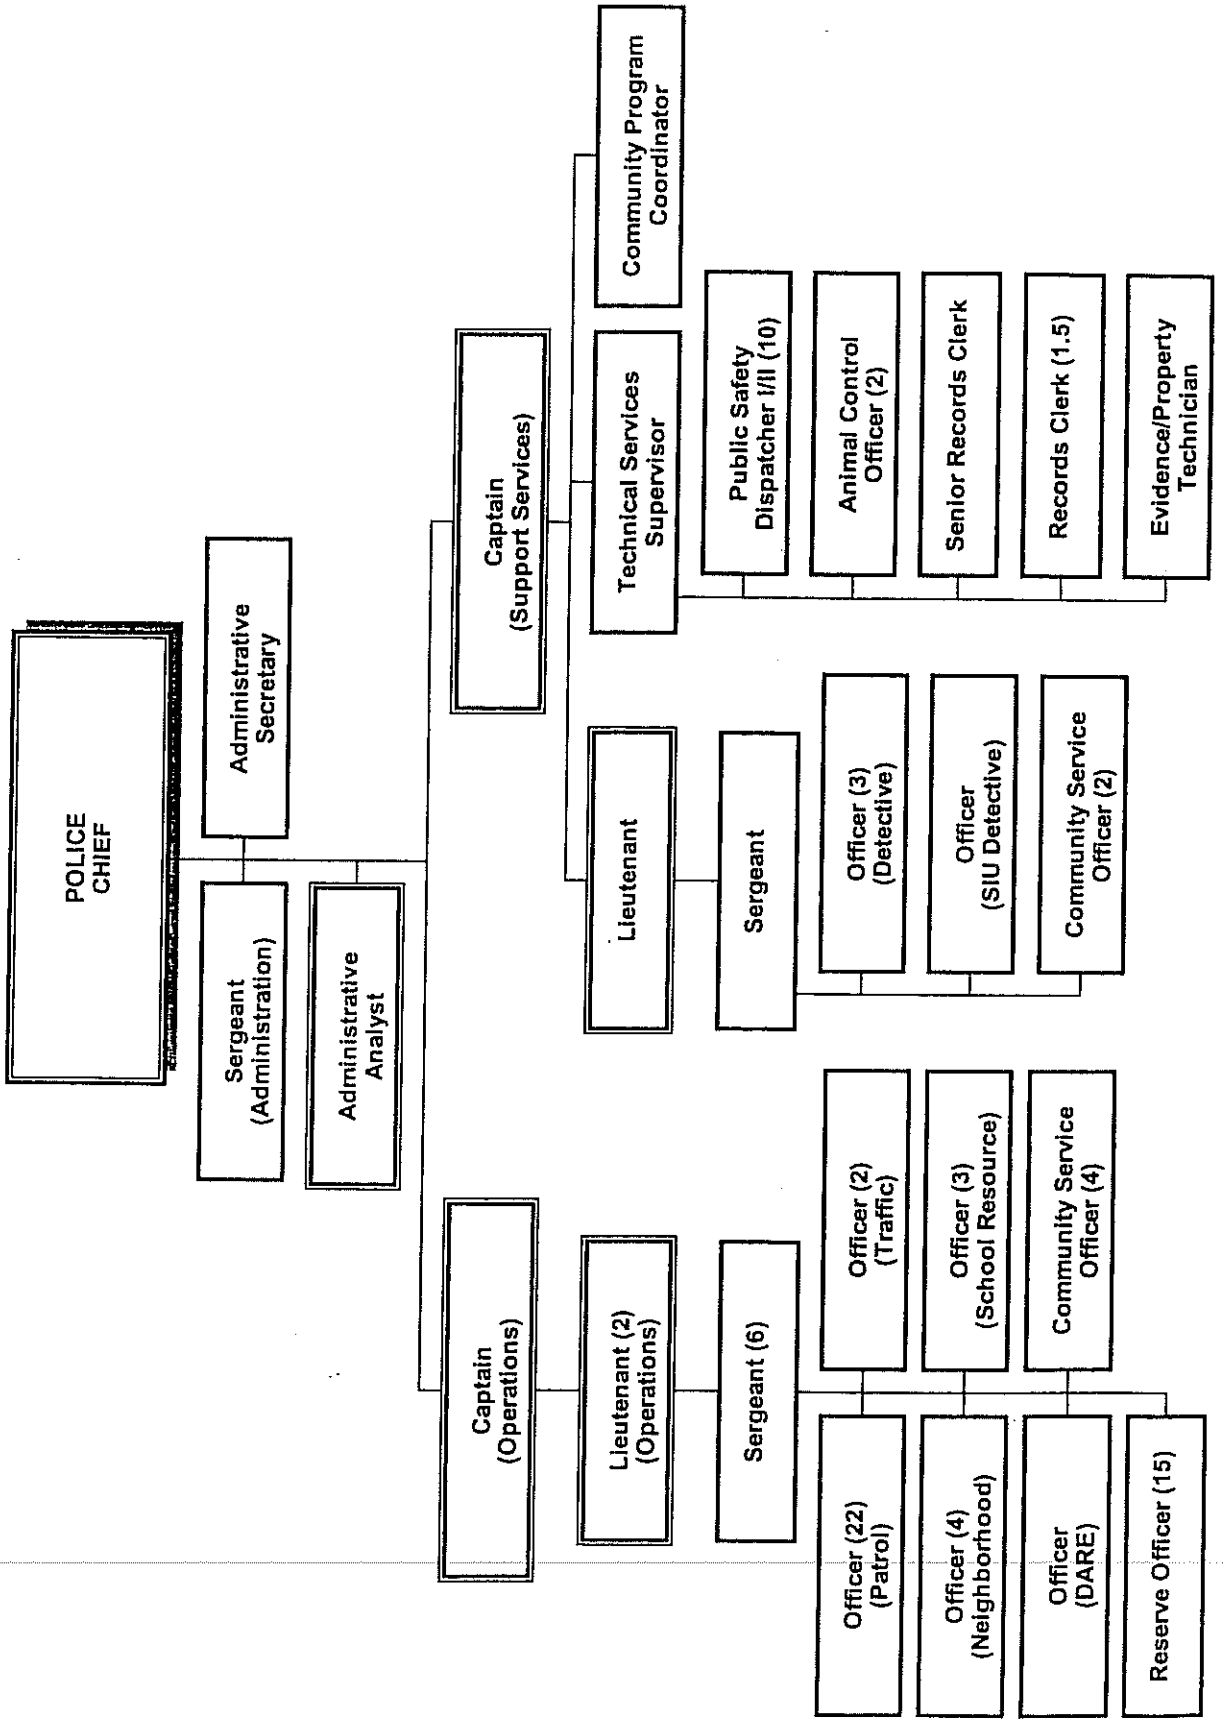 POLICE
CHIEF
Sergeant
(Administration)
Administrative
Secretary
Administrative
Analyst
Captain
(Operations)
Captain
(Support Services)
Lieutenant (2)
(Operations)
Lieutenant
Technical Services
Supervisor
Community Program
Coordinator
Sergeant (6)
Sergeant
Officer (22)
(Patrol)
Officer (2)
(Traffic)
Officer (4)
(Neighborhood)
Officer (3)
(School Resource)
Officer
(DARE)
Community Service
Officer (4)
Reserve Officer (15)
Officer (3)
(Detective)
Officer
(SIU Detective)
Community Service
Officer (2)
Public Safety
Dispatcher I/II (10)
Animal Control
Officer (2)
Senior Records Clerk
Records Clerk (1.5)
Evidence/Property
Technician